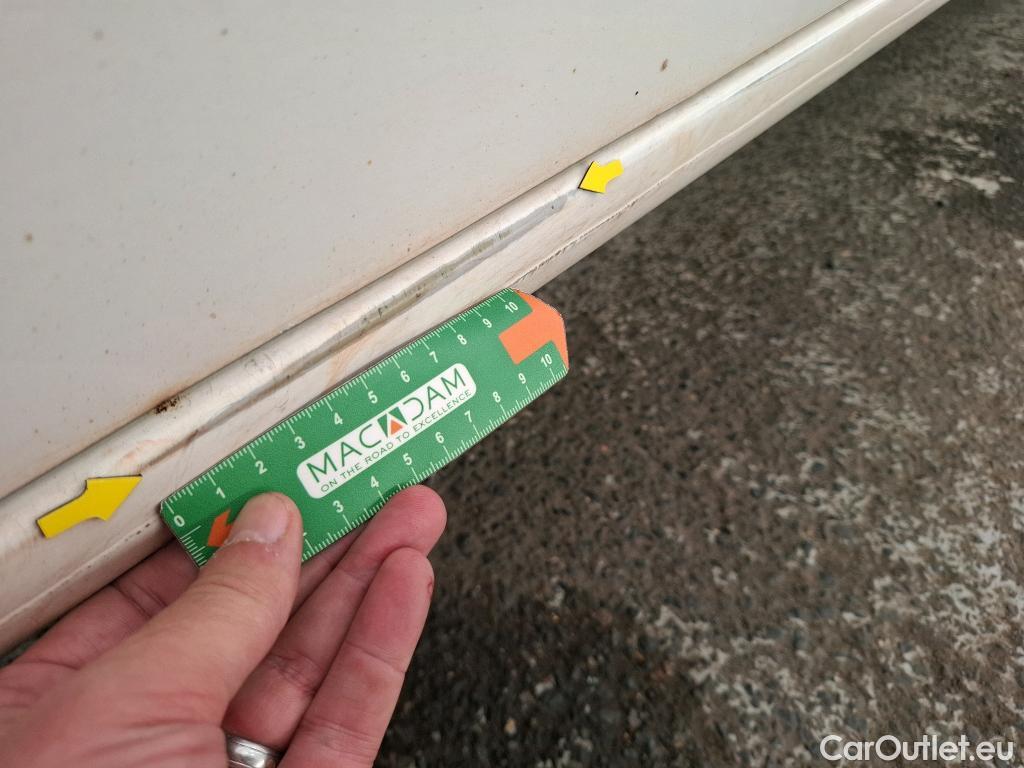 0 1 2 3 4 5 6 7 8 9 10
MACADAM
ON THE ROAD TO EXCELLENCE
3 4 5 6 7 8 9 10
CarOutlet.eu